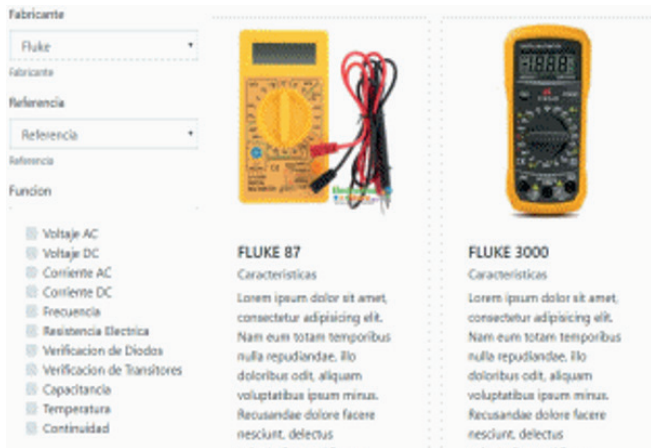 Fabricante
Fluke
Fabricante
Referencia
Referencia
Referencia
Funcion
Voltaje AC
Voltaje DC
Corriente AC
Corriente DC
Frecuencia
Resistencia Electrica
Verificacion de Diodos
Verificacion de Transitores
Capacitancia
Temperatura
Continuidad
FLUKE 87
Caracteristicas
Lorem ipsum dolor sit amet,
consectetur adipisicing elit.
Nam eum totam temporibus
nulla repudiandae, illo
doloribus odit, aliquam
voluptatibus ipsum minus.
Recusandae dolore facere
nesciunt, delectus
FLUKE 3000
Caracteristicas
Lorem ipsum dolor sit amet,
consectetur adipisicing elit.
Nam eum totam temporibus
nulla repudiandae, illo
doloribus odit, aliquam
voluptatibus ipsum minus.
Recusandae dolore facere
nesciunt, delectus